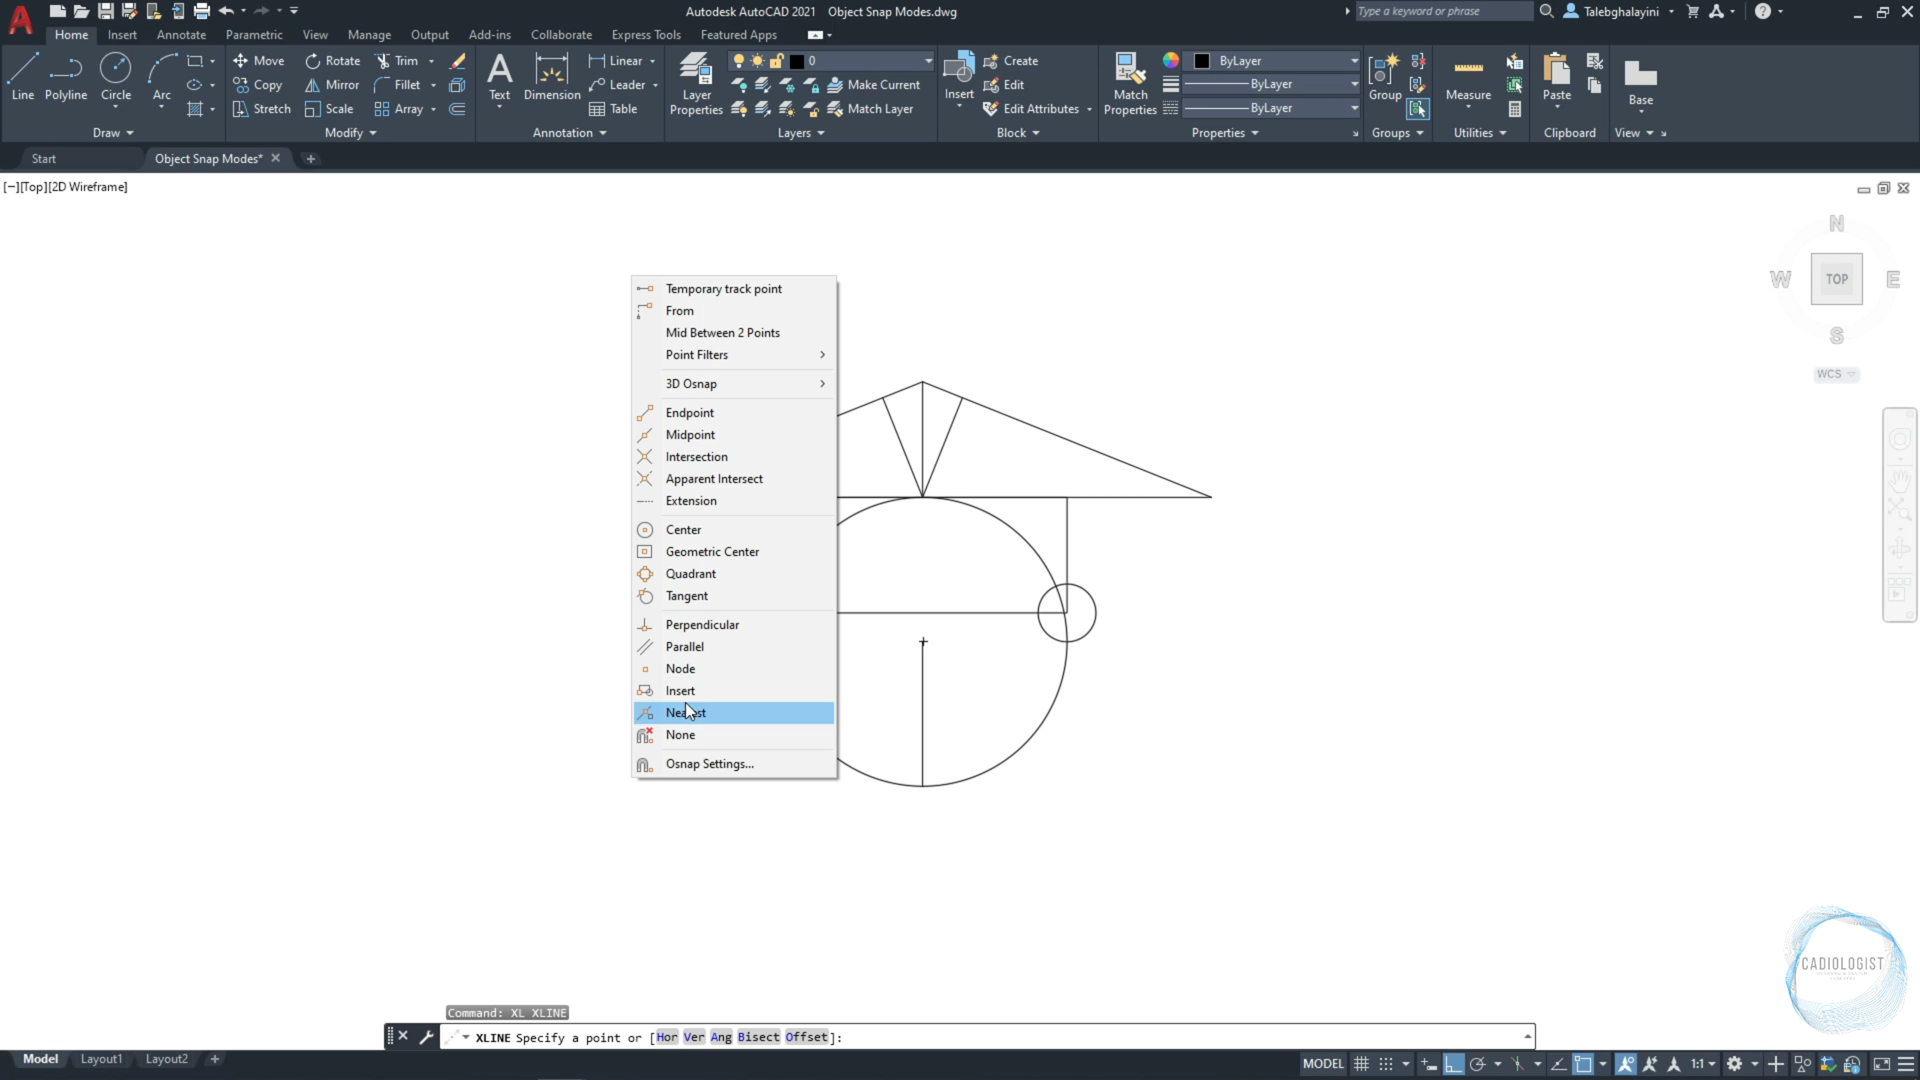 Autodesk AutoCAD 2021 Object Snap Modes.dwg
Type a keyword or phrase
Talebghalayini
Home Insert Annotate Parametric View Manage Output Add-ins Collaborate Express Tools Featured Apps
Line Polyline Circle Arc
Move Rotate Trim
Copy Mirror Fillet
Stretch Scale Array
Text Dimension
Linear
Leader
Table
Layer Properties
0
Make Current
Match Layer
Insert
Create
Edit
Edit Attributes
Match Properties
ByLayer
ByLayer
ByLayer
Group
Measure
Paste
Base
Draw Modify Annotation Layers Block Properties Groups Utilities Clipboard View
Start Object Snap Modes*
[−][Top][2D Wireframe]
N
W TOP E
S
WCS
Temporary track point
From
Mid Between 2 Points
Point Filters
3D Osnap
Endpoint
Midpoint
Intersection
Apparent Intersect
Extension
Center
Geometric Center
Quadrant
Tangent
Perpendicular
Parallel
Node
Insert
Nearest
None
Osnap Settings...
CADIOLOGIST
Command: XL XLINE
XLINE Specify a point or [Hor Ver Ang Bisect Offset]:
Model Layout1 Layout2
MODEL 1:1